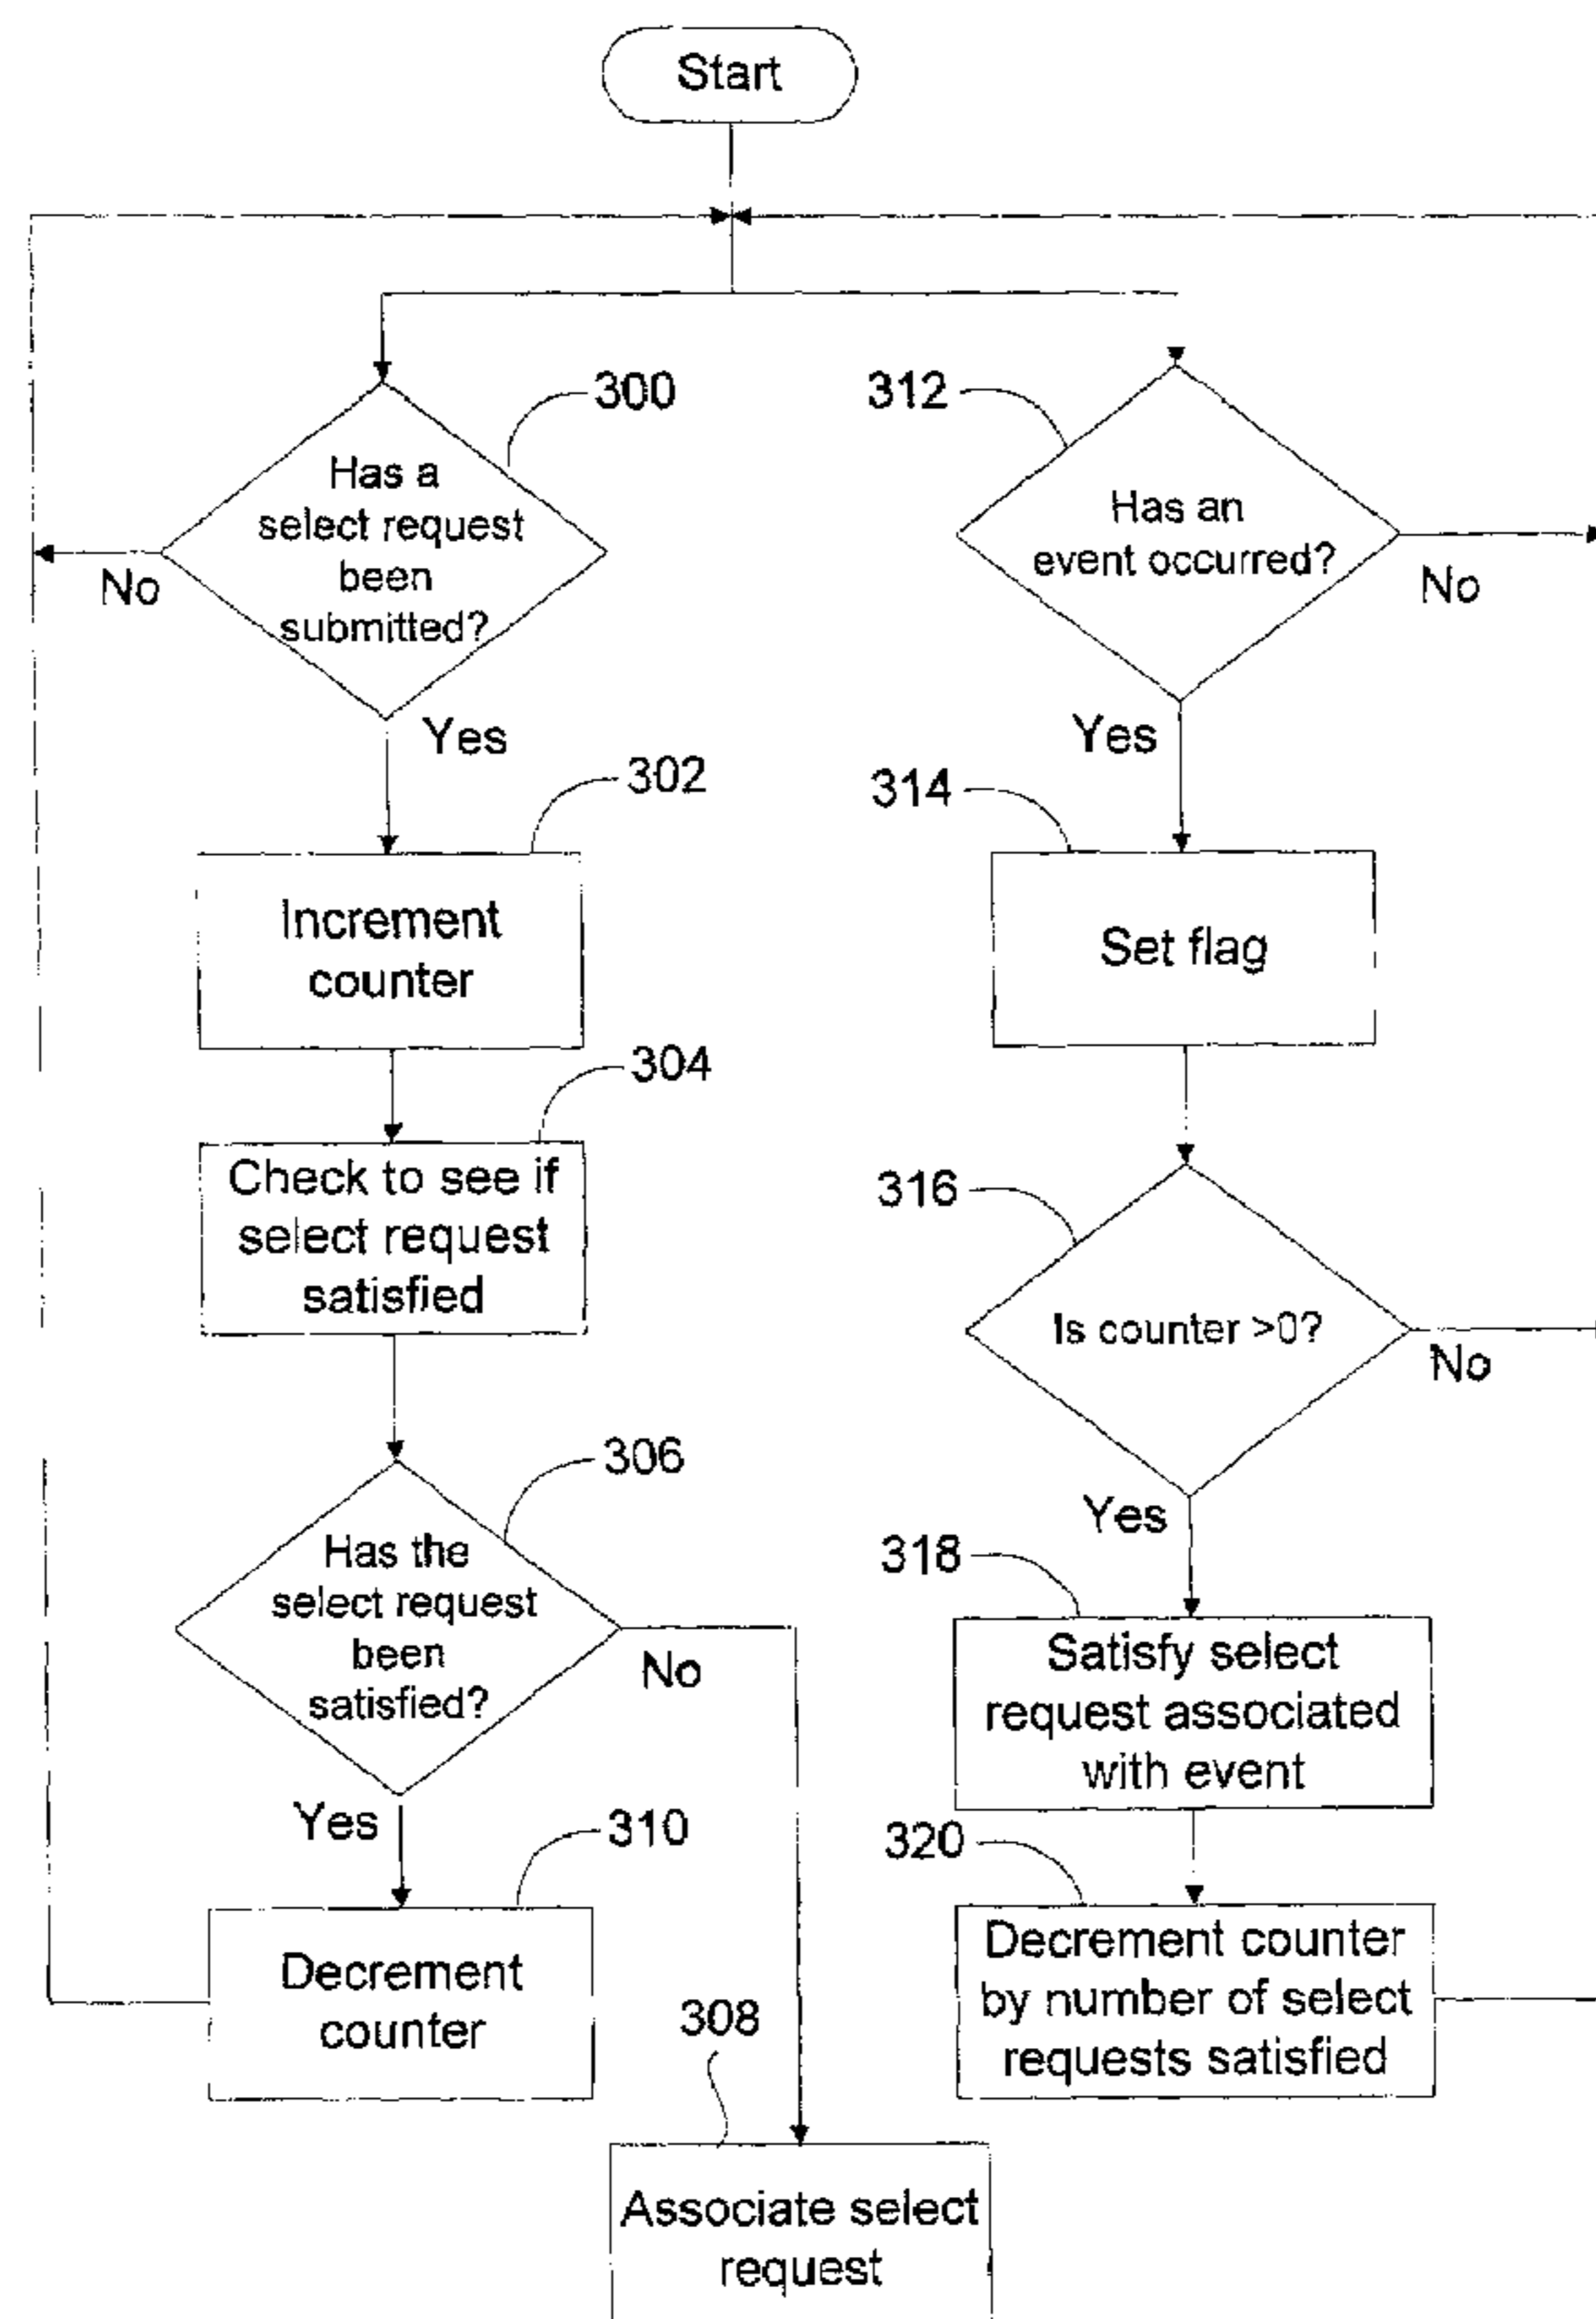 Start
300
Has a
select request
been
submitted?
No
Yes
302
Increment
counter
304
Check to see if
select request
satisfied
306
Has the
select request
been
satisfied?
No
Yes
310
Decrement
counter
308
Associate select
request
312
Has an
event occurred?
No
Yes
314
Set flag
316
Is counter >0?
No
Yes
318
Satisfy select
request associated
with event
320
Decrement counter
by number of select
requests satisfied